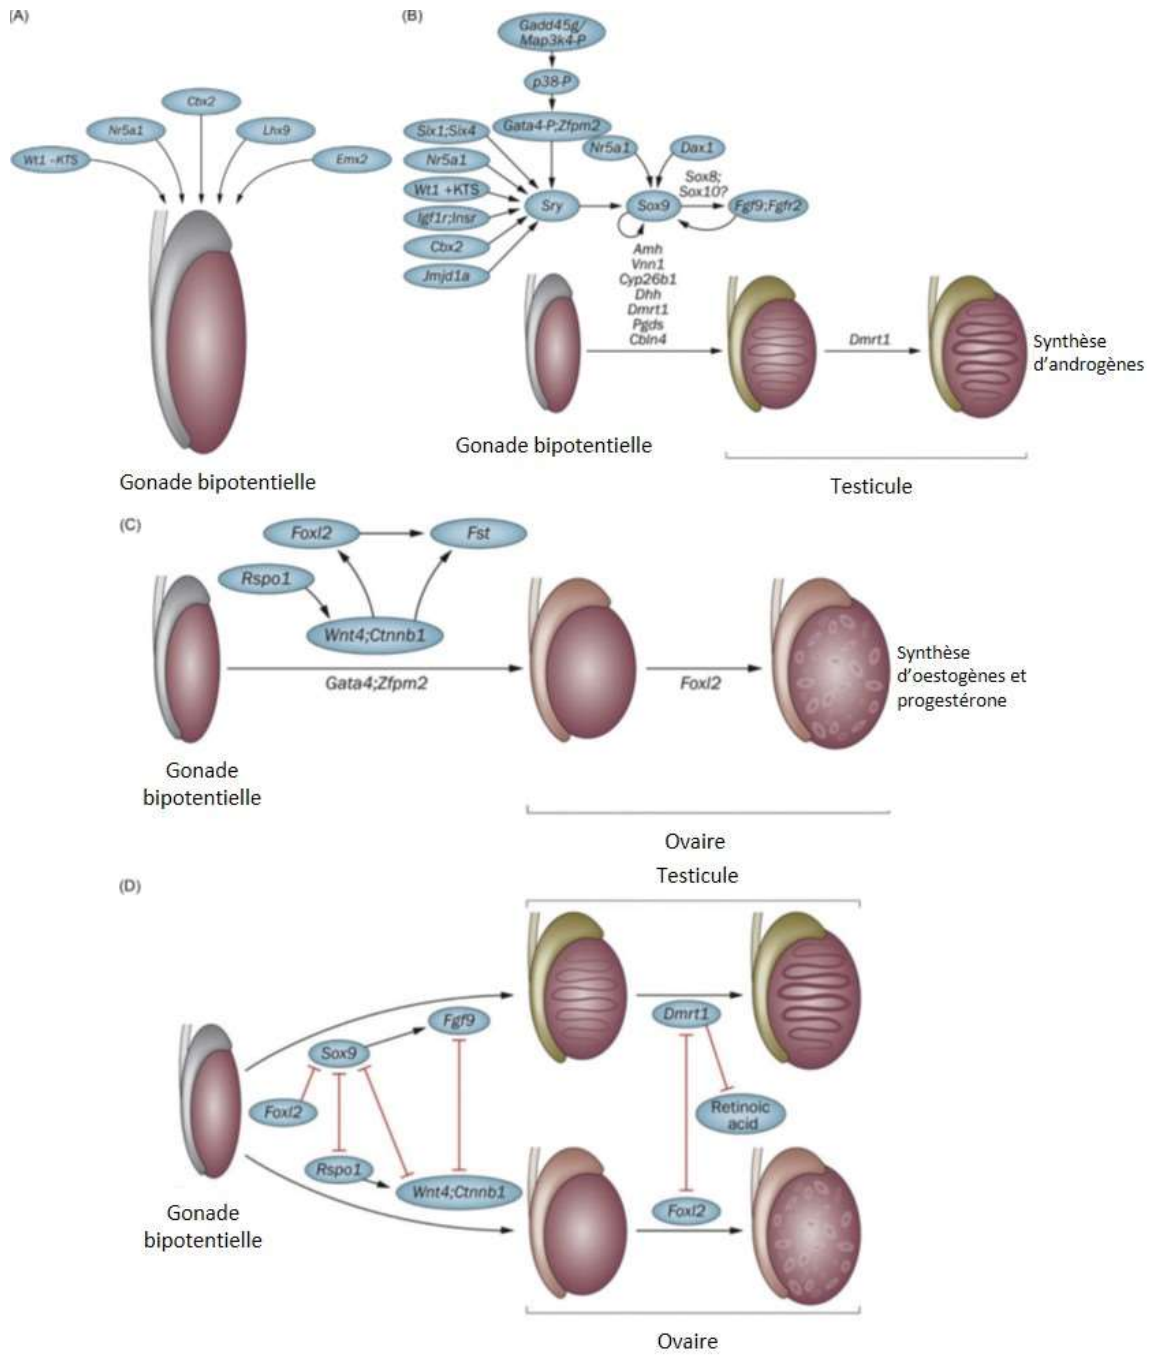 (A)
Cbx2
Nr5a1
Lhx9
Wt1 -KTS
Emx2
Gonade bipotentielle
(B)
Gadd45g/
Map3k4-P
p38-P
Gata4-P;Zfpm2
Six1;Six4
Nr5a1
Wt1 +KTS
Igf1r;Insr
Cbx2
Jmjd1a
Sry
Nr5a1
Dax1
Sox9
Sox8;
Sox10?
Fgf9;Fgfr2
Amh
Vnn1
Cyp26b1
Dhh
Dmrt1
Pgds
Cbln4
Dmrt1
Synthèse
d'androgènes
Gonade bipotentielle
Testicule
(C)
Foxl2
Fst
Rspo1
Wnt4;Ctnnb1
Gata4;Zfpm2
Foxl2
Synthèse
d'oestogènes et
progestérone
Gonade
bipotentielle
Ovaire
(D)
Testicule
Fgf9
Sox9
Foxl2
Rspo1
Wnt4;Ctnnb1
Dmrt1
Retinoic
acid
Foxl2
Gonade
bipotentielle
Ovaire